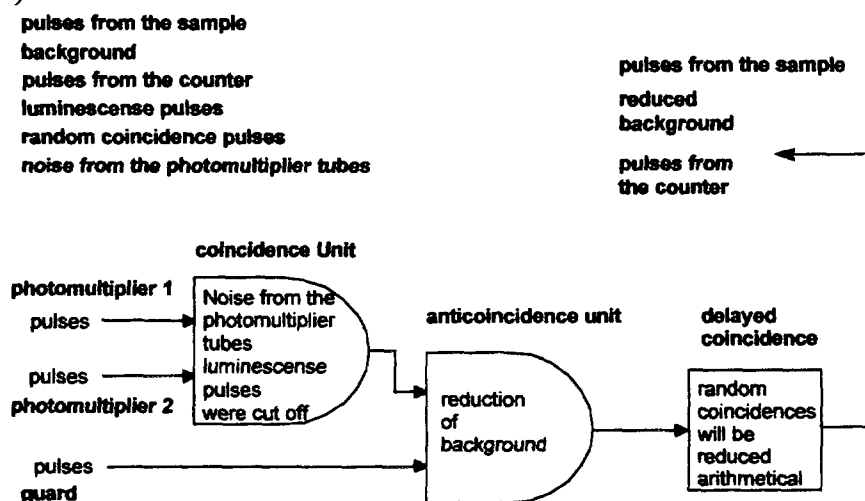 pulses from the sample
background
pulses from the counter
luminescense pulses
random coincidence pulses
noise from the photomultiplier tubes
pulses from the sample
reduced
background
pulses from
the counter
coincidence Unit
photomultiplier 1
pulses
pulses
photomultiplier 2
Noise from the
photomultiplier
tubes
luminescense
pulses
were cut off
anticoincidence unit
reduction
of
background
delayed
coincidence
random
coincidences
will be
reduced
arithmetical
pulses
guard